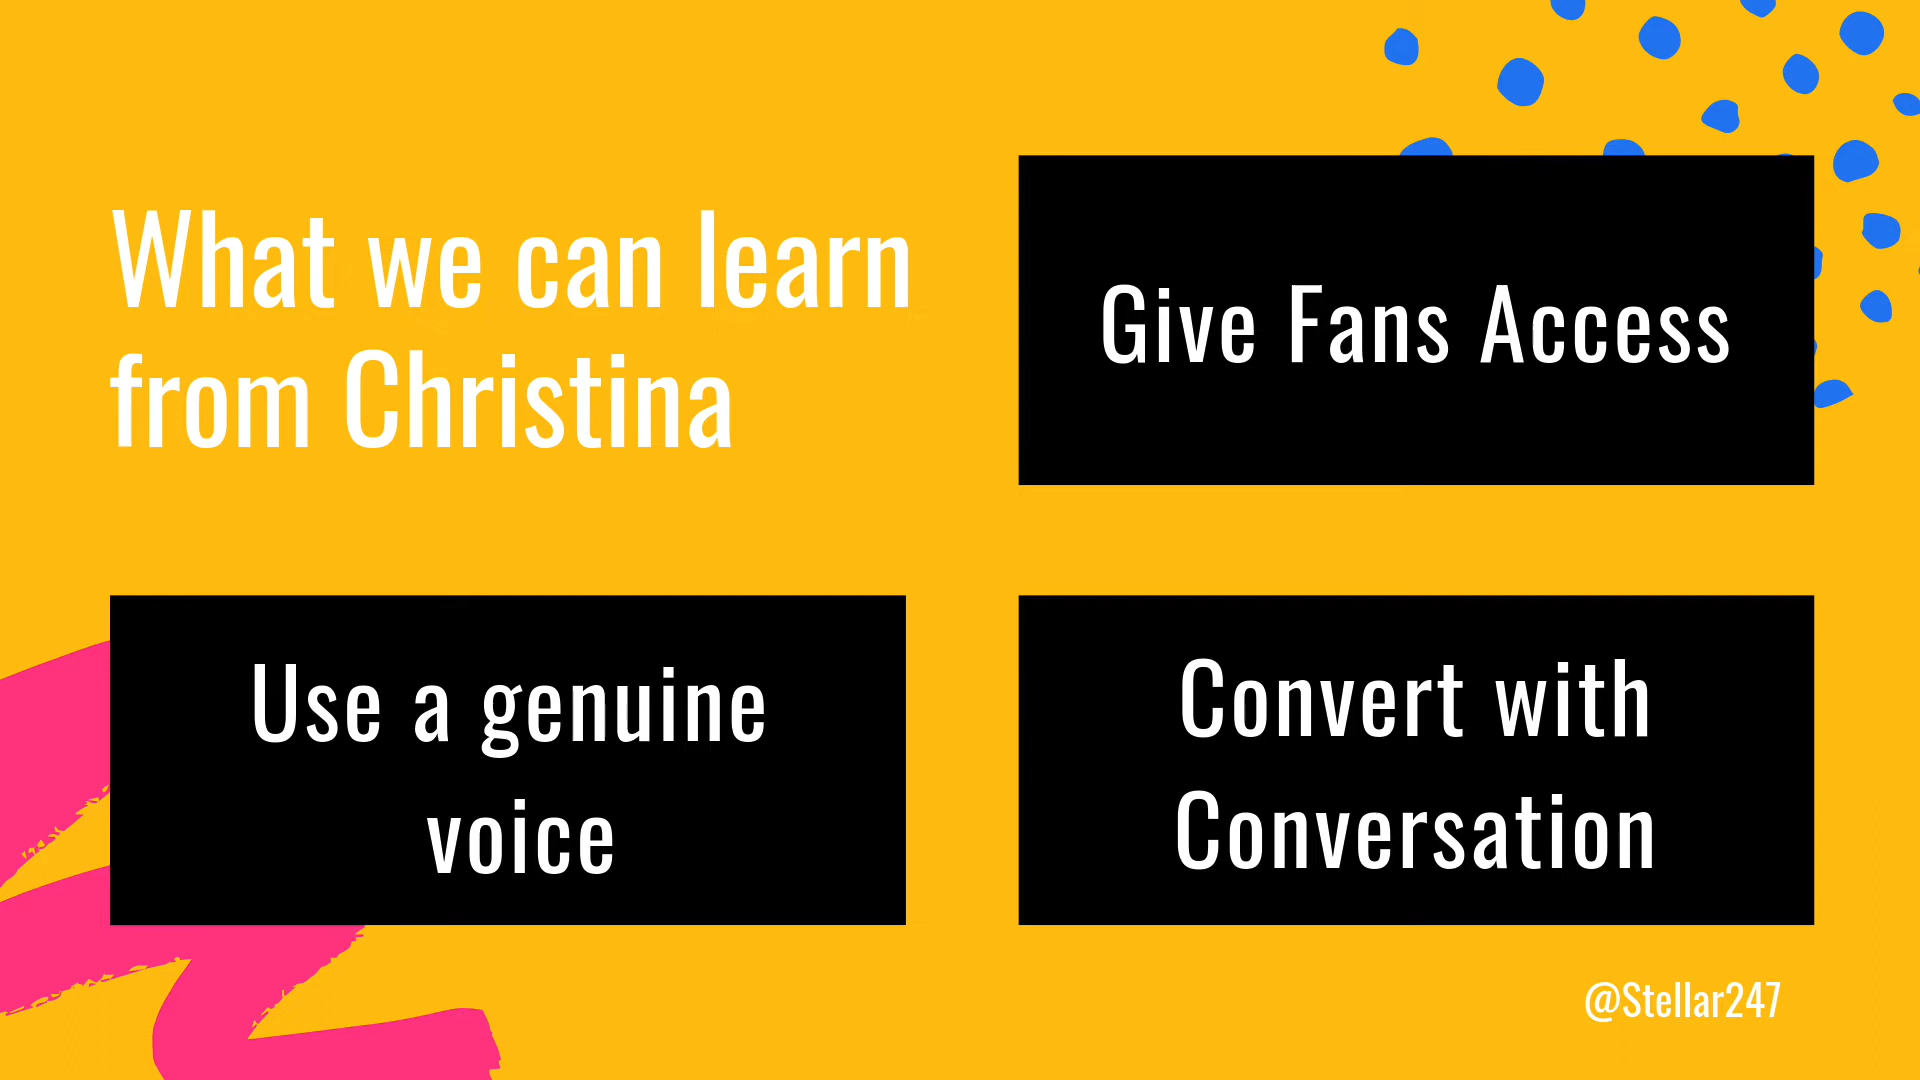 What we can learn
from Christina
Give Fans Access
Use a genuine
voice
Convert with
Conversation
@Stellar247